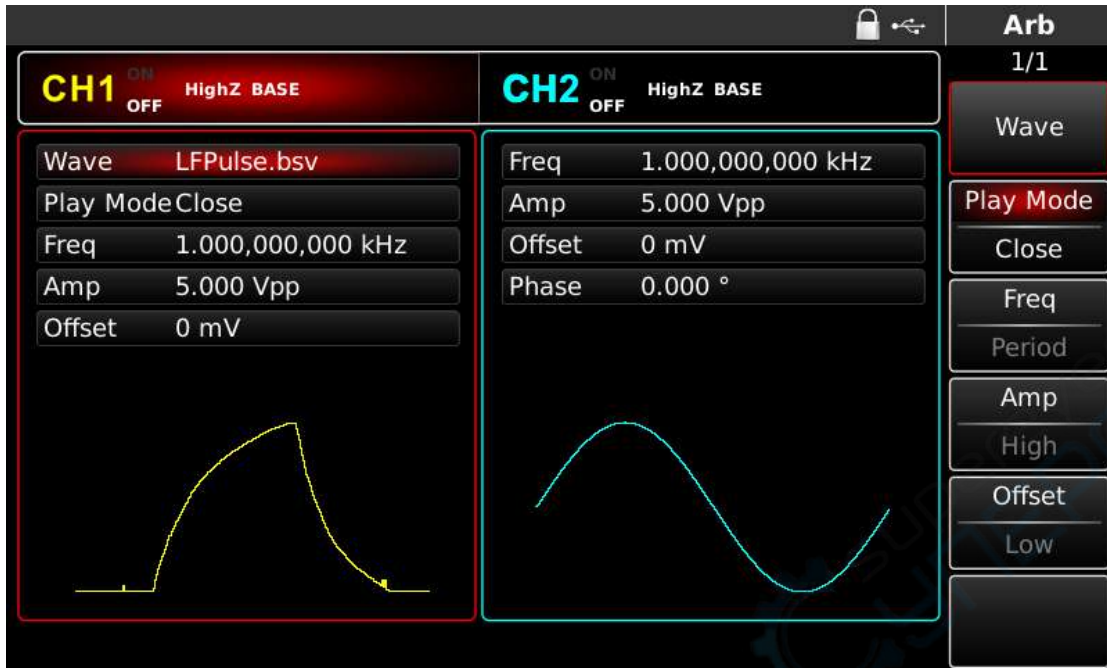 Arb
1/1
CH1 ON OFF HighZ BASE
CH2 ON OFF HighZ BASE
Wave LFPulse.bsv
Play Mode Close
Freq 1.000,000,000 kHz
Amp 5.000 Vpp
Offset 0 mV
Freq 1.000,000,000 kHz
Amp 5.000 Vpp
Offset 0 mV
Phase 0.000 °
Wave
Play Mode
Close
Freq
Period
Amp
High
Offset
Low